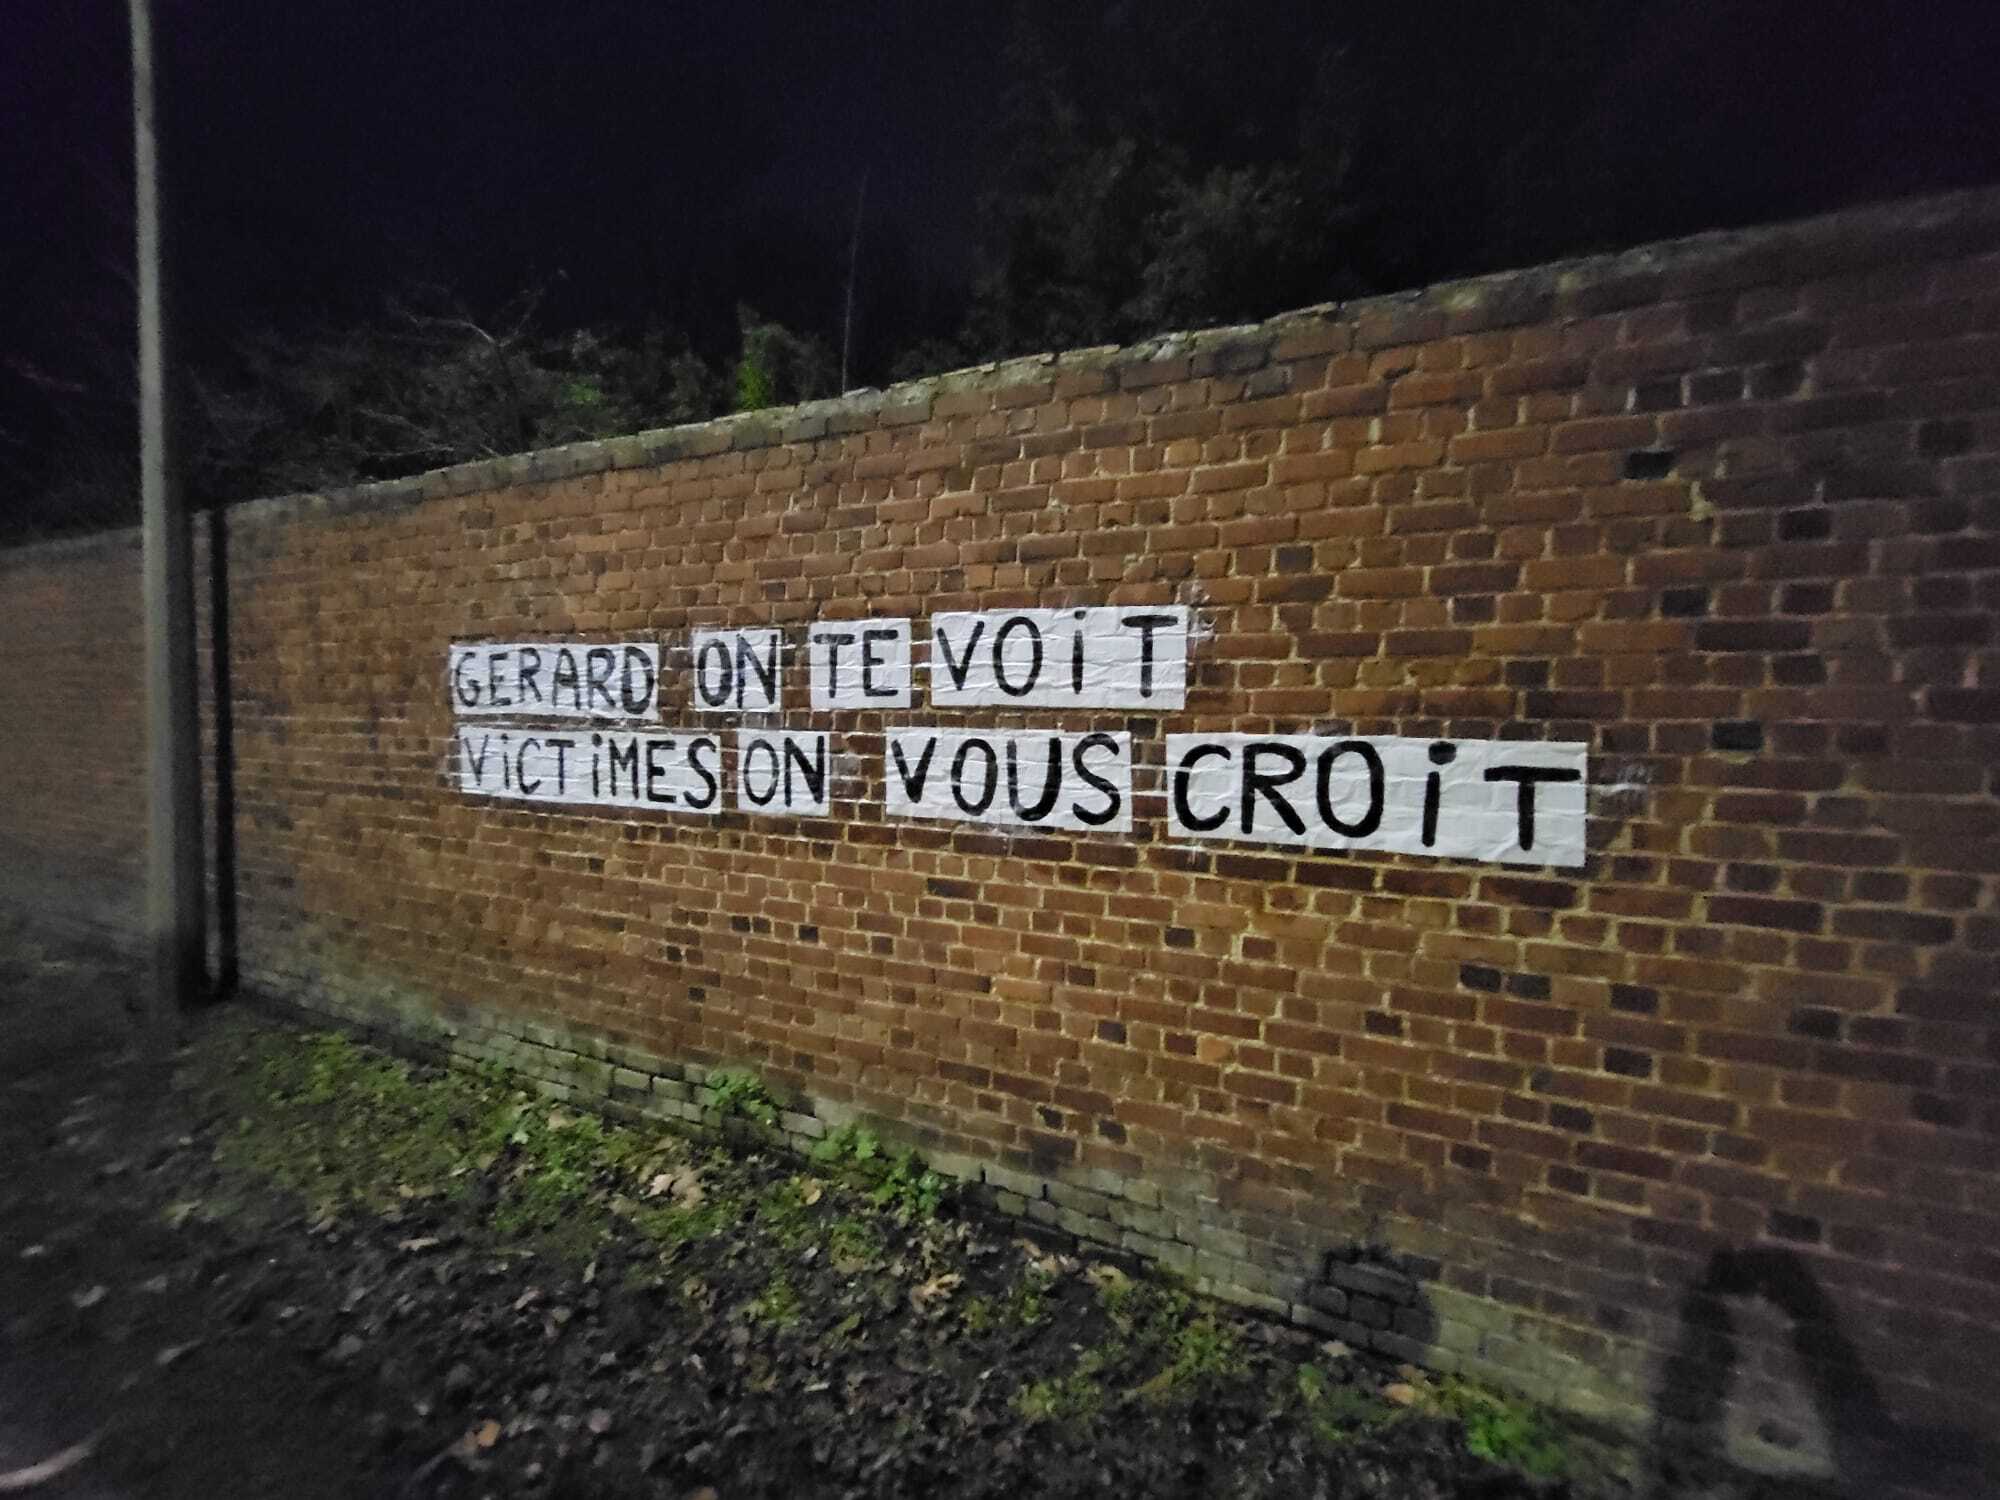 GERARD ON TE VOiT
ViCTiMES ON VOUS CROiT